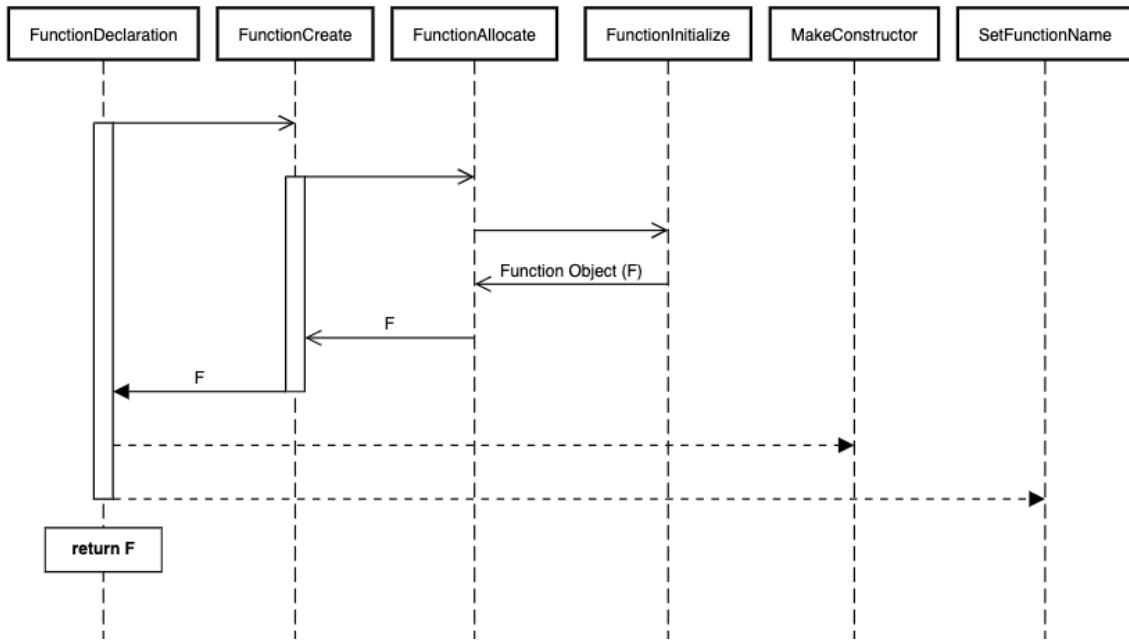 FunctionDeclaration
FunctionCreate
FunctionAllocate
FunctionInitialize
MakeConstructor
SetFunctionName
Function Object (F)
F
F
return F